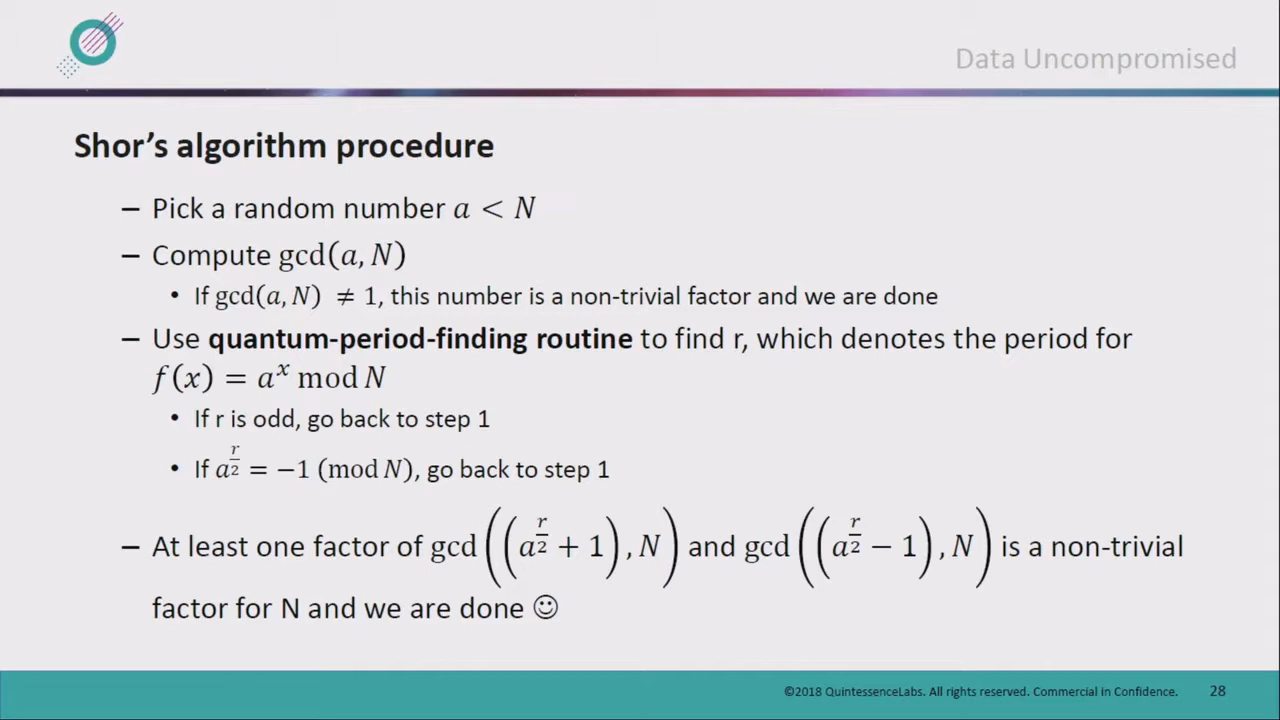 Data Uncompromised
Shor's algorithm procedure
– Pick a random number a < N
– Compute gcd(a, N)
• If gcd(a, N) ≠ 1, this number is a non-trivial factor and we are done
– Use quantum-period-finding routine to find r, which denotes the period for
f(x) = a^x mod N
• If r is odd, go back to step 1
• If a^(r/2) = −1 (mod N), go back to step 1
– At least one factor of gcd((a^(r/2) + 1), N) and gcd((a^(r/2) − 1), N) is a non-trivial
factor for N and we are done ☺
©2018 QuintessenceLabs. All rights reserved. Commercial in Confidence. 28